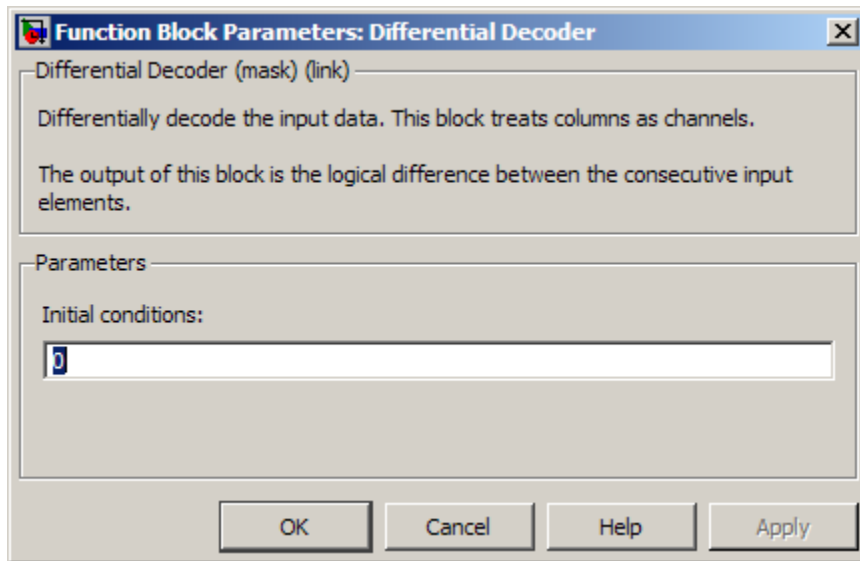 Function Block Parameters: Differential Decoder
Differential Decoder (mask) (link)
Differentially decode the input data. This block treats columns as channels.
The output of this block is the logical difference between the consecutive input
elements.
Parameters
Initial conditions:
0
OK Cancel Help Apply